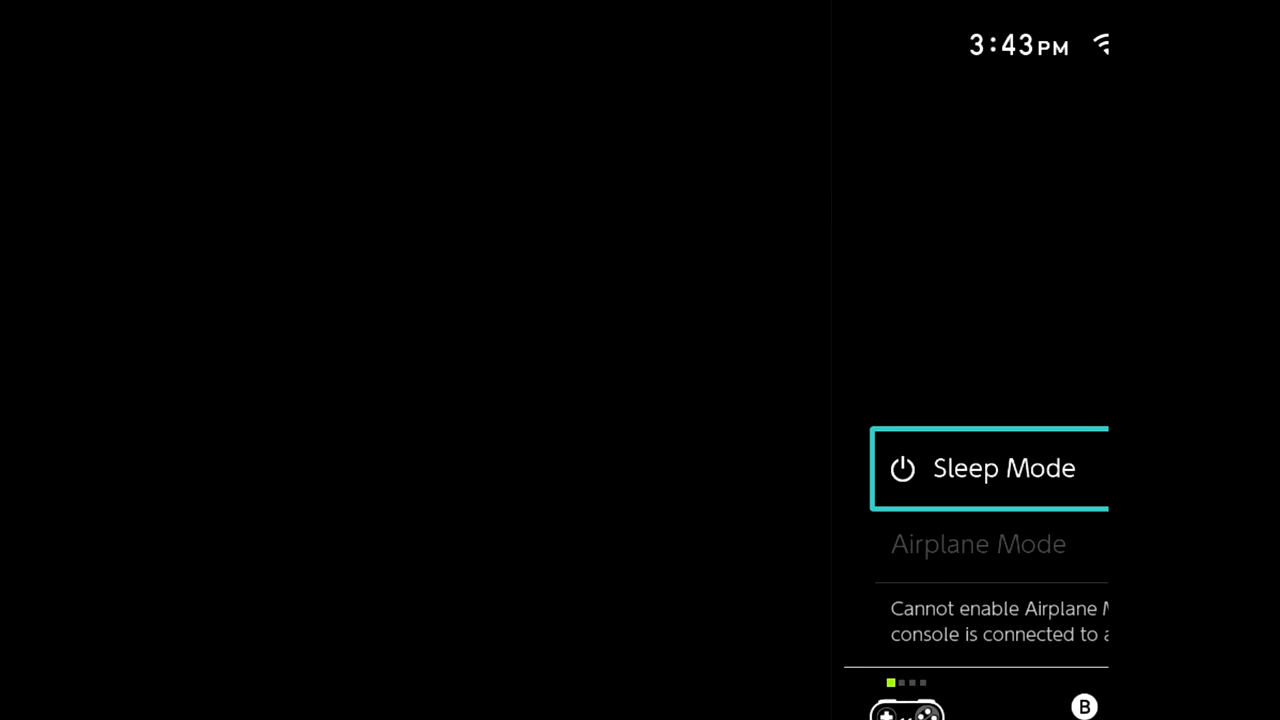 3:43PM
Sleep Mode
Airplane Mode
Cannot enable Airplane
console is connected to
B